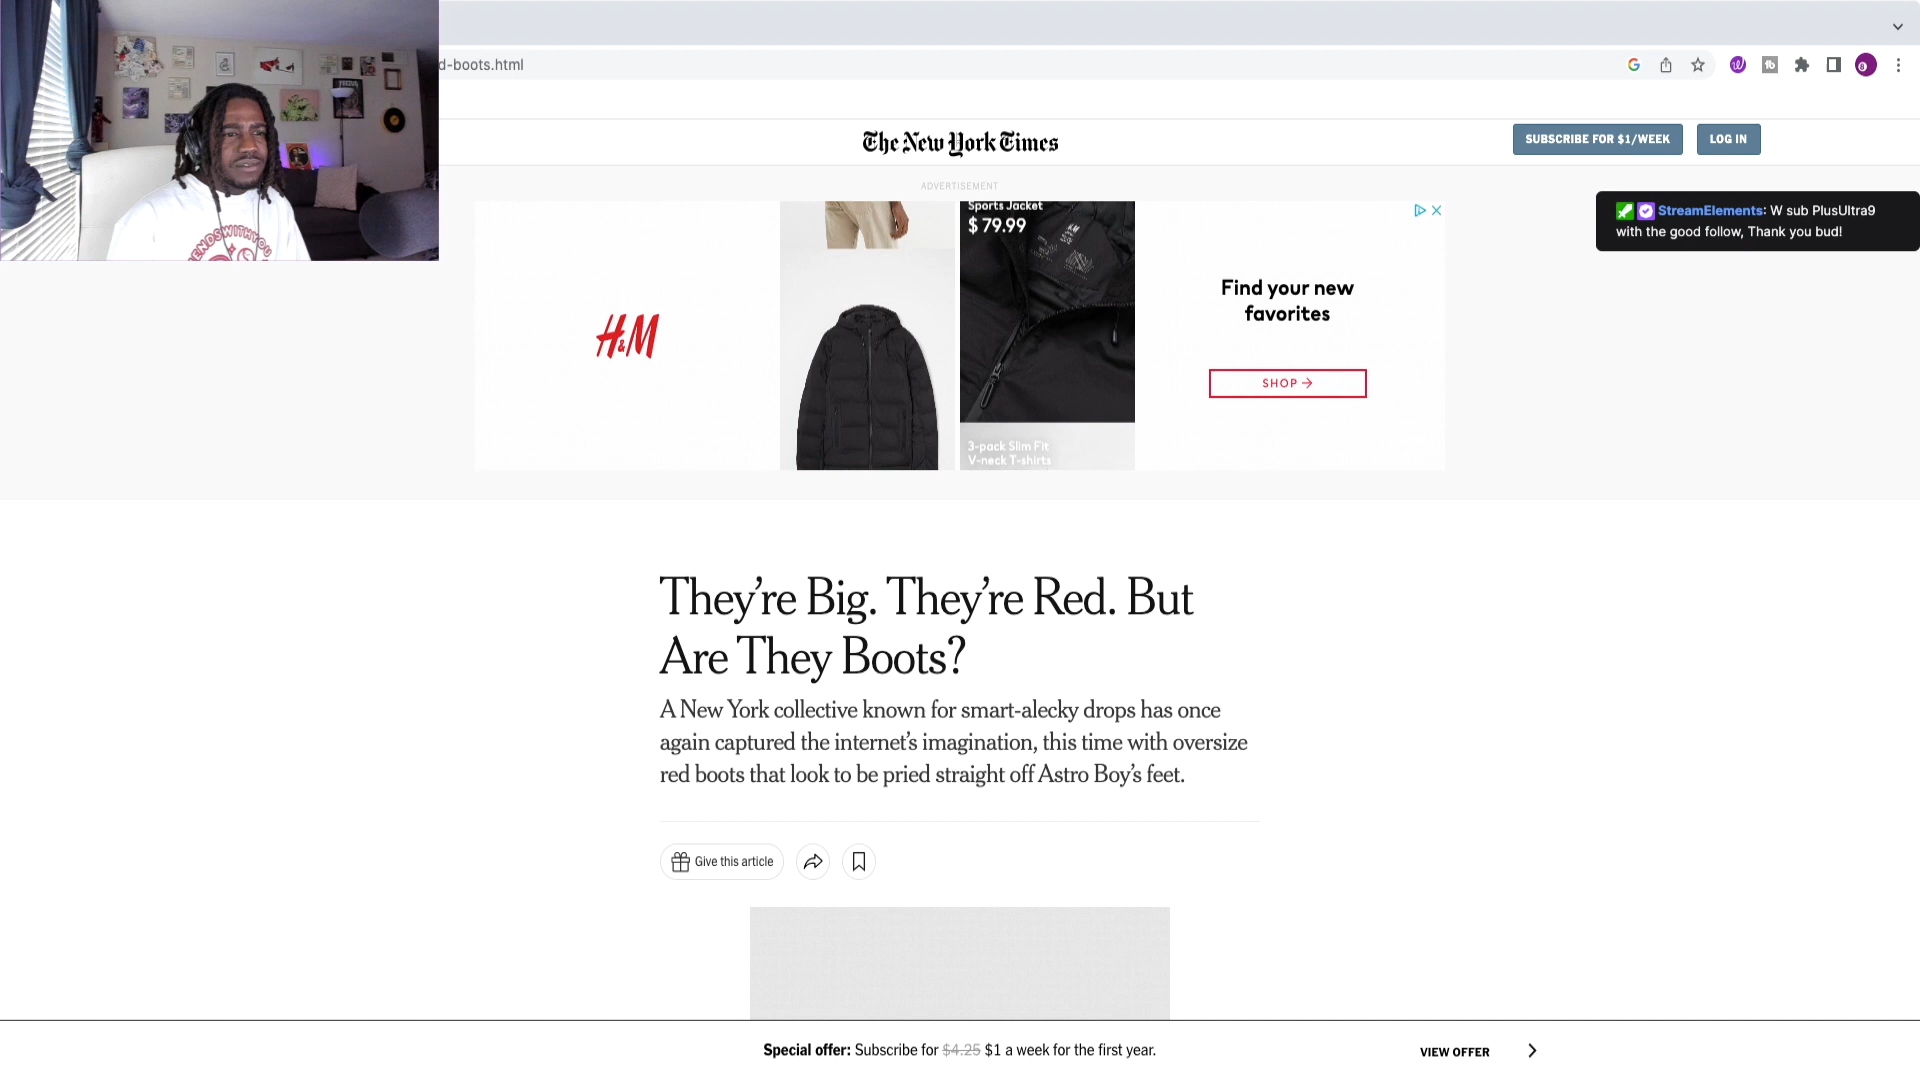 d-boots.html
The New York Times
SUBSCRIBE FOR $1/WEEK
LOG IN
ADVERTISEMENT
StreamElements: W sub PlusUltra9
with the good follow, Thank you bud!
H&M
Sports Jacket
$ 79.99
3-pack Slim Fit
V-neck T-shirts
Find your new
favorites
SHOP →
They’re Big. They’re Red. But
Are They Boots?
A New York collective known for smart-alecky drops has once
again captured the internet’s imagination, this time with oversize
red boots that look to be pried straight off Astro Boy’s feet.
Give this article
Special offer: Subscribe for $4.25 $1 a week for the first year.
VIEW OFFER